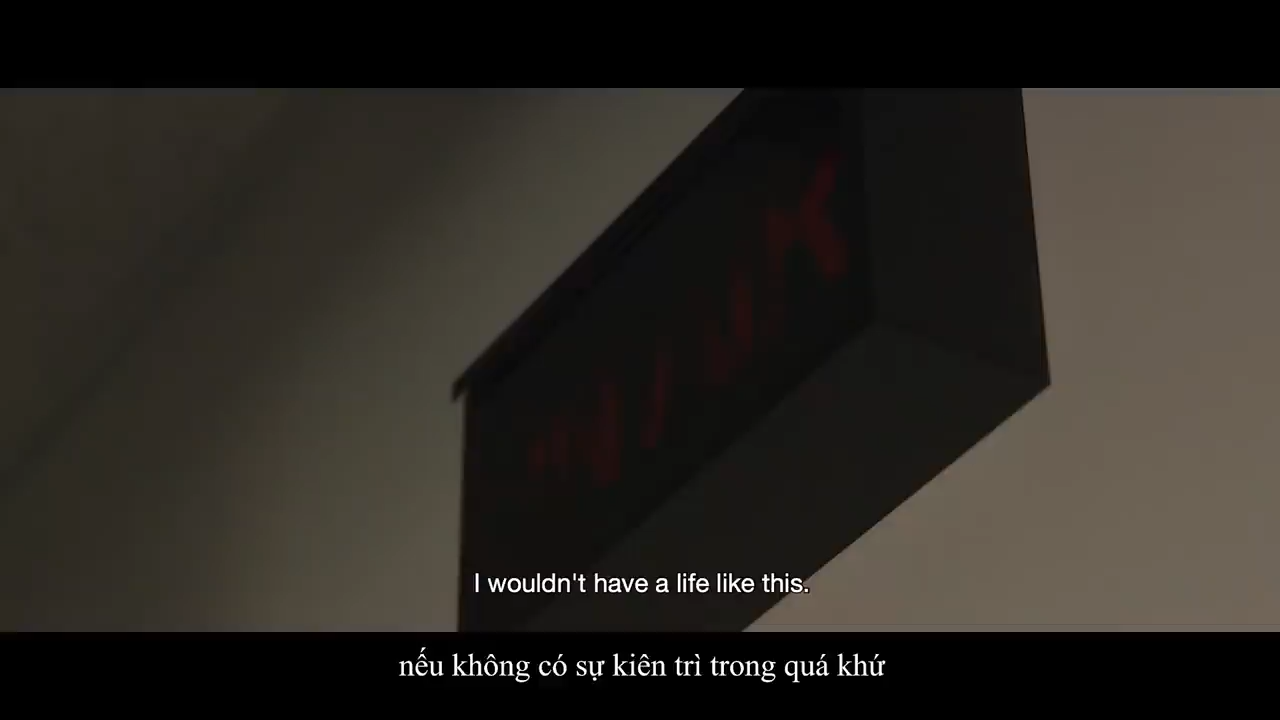 I wouldn't have a life like this.
nếu không có sự kiên trì trong quá khứ